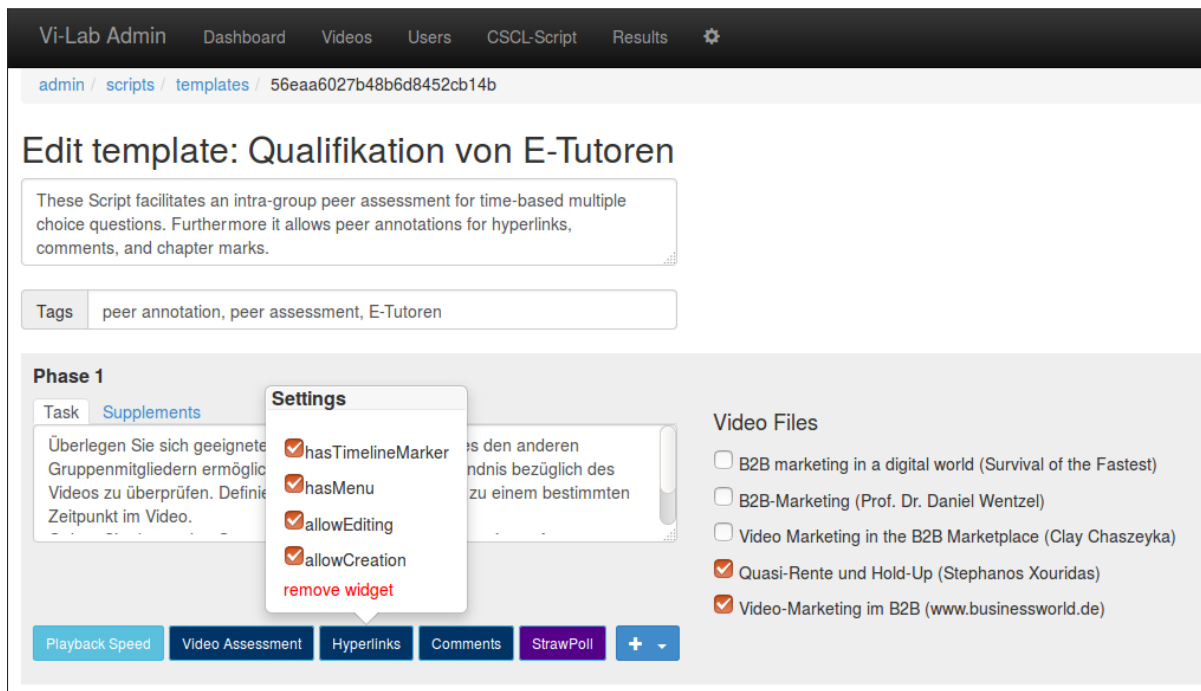 Vi-Lab Admin Dashboard Videos Users CSCL-Script Results
admin / scripts / templates / 56eaa6027b48b6d8452cb14b
Edit template: Qualifikation von E-Tutoren
These Script facilitates an intra-group peer assessment for time-based multiple
choice questions. Furthermore it allows peer annotations for hyperlinks,
comments, and chapter marks.
Tags peer annotation, peer assessment, E-Tutoren
Phase 1
Task Supplements
Überlegen Sie sich geeignete es den anderen
Gruppenmitgliedern bezüglich des
Videos zu überprüfen. zu einem bestimmten
Zeitpunkt im Video.
Settings
hasTimelineMarker
hasMenu
allowEditing
allowCreation
remove widget
Playback Speed Video Assessment Hyperlinks Comments StrawPoll +
Video Files
B2B marketing in a digital world (Survival of the Fastest)
B2B-Marketing (Prof. Dr. Daniel Wentzel)
Video Marketing in the B2B Marketplace (Clay Chaszeyka)
Quasi-Rente und Hold-Up (Stephanos Xouridas)
Video-Marketing im B2B (www.businessworld.de)